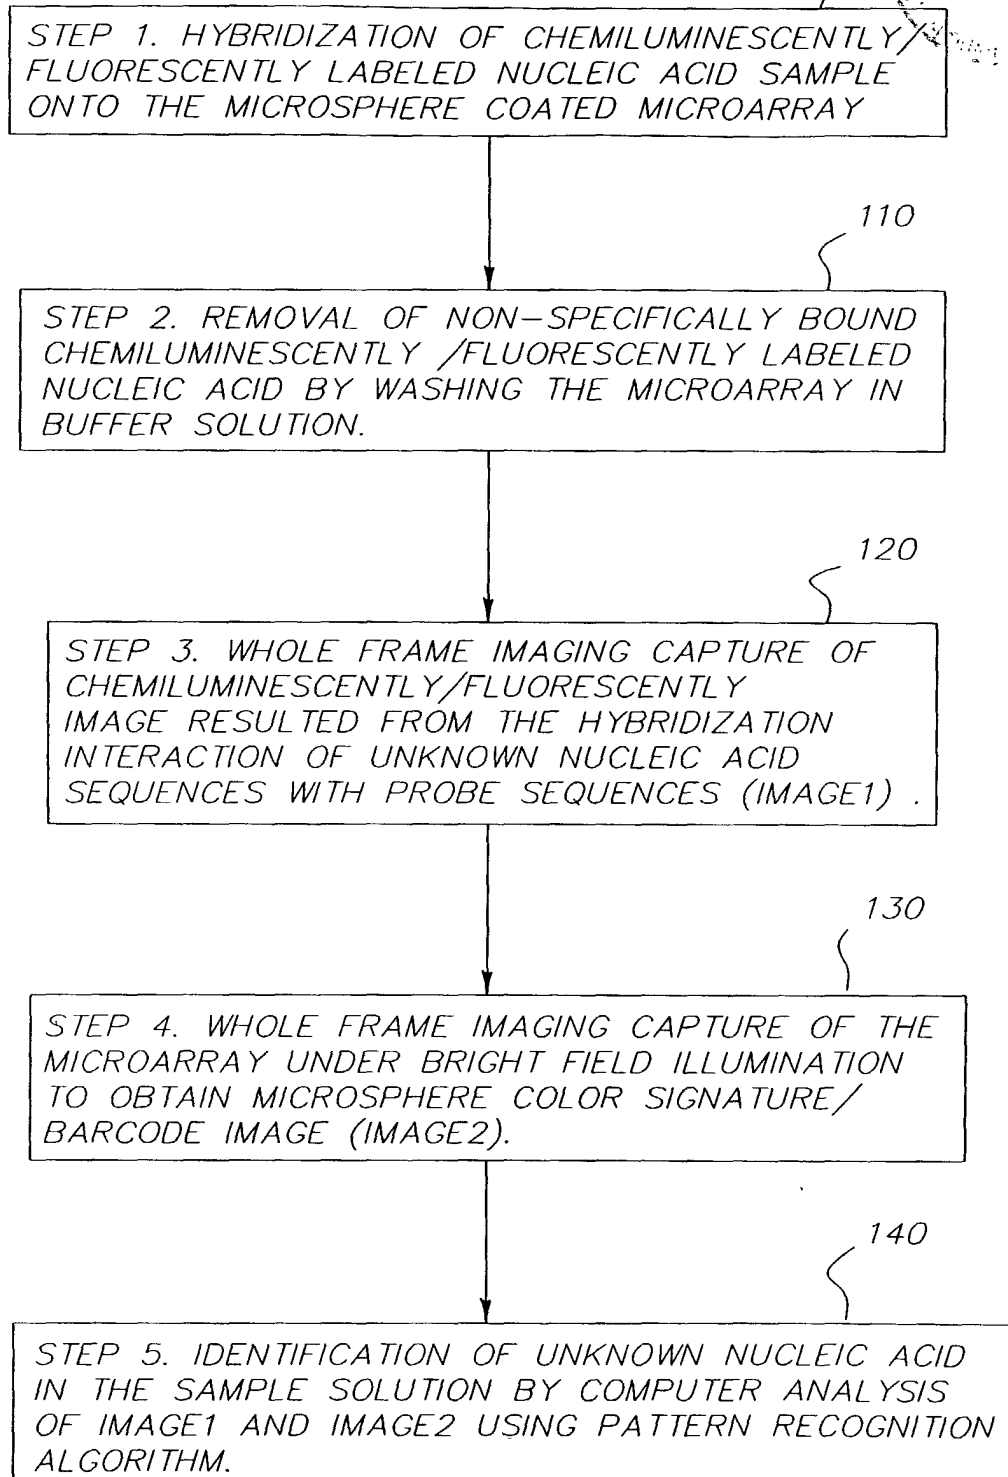 STEP 1. HYBRIDIZATION OF CHEMILUMINESCENTLY/
FLUORESCENTLY LABELED NUCLEIC ACID SAMPLE
ONTO THE MICROSPHERE COATED MICROARRAY
110
STEP 2. REMOVAL OF NON-SPECIFICALLY BOUND
CHEMILUMINESCENTLY /FLUORESCENTLY LABELED
NUCLEIC ACID BY WASHING THE MICROARRAY IN
BUFFER SOLUTION.
120
STEP 3. WHOLE FRAME IMAGING CAPTURE OF
CHEMILUMINESCENTLY/FLUORESCENTLY
IMAGE RESULTED FROM THE HYBRIDIZATION
INTERACTION OF UNKNOWN NUCLEIC ACID
SEQUENCES WITH PROBE SEQUENCES (IMAGE1) .
130
STEP 4. WHOLE FRAME IMAGING CAPTURE OF THE
MICROARRAY UNDER BRIGHT FIELD ILLUMINATION
TO OBTAIN MICROSPHERE COLOR SIGNATURE/
BARCODE IMAGE (IMAGE2).
140
STEP 5. IDENTIFICATION OF UNKNOWN NUCLEIC ACID
IN THE SAMPLE SOLUTION BY COMPUTER ANALYSIS
OF IMAGE1 AND IMAGE2 USING PATTERN RECOGNITION
ALGORITHM.